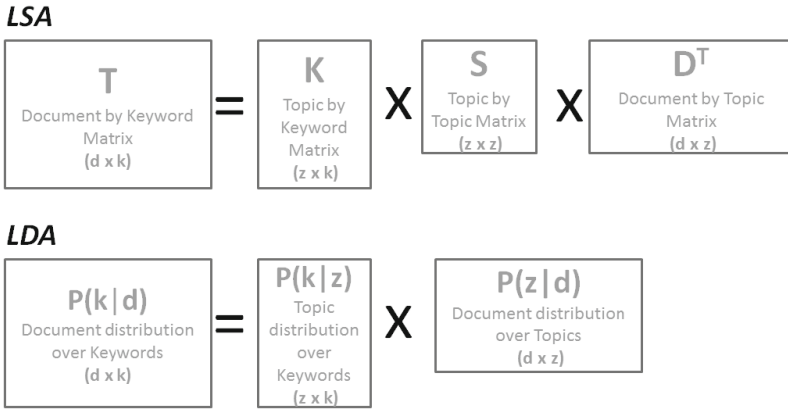 LSA
T
Document by Keyword
Matrix
(d x k)
=
K
Topic by
Keyword
Matrix
(z x k)
X
S
Topic by
Topic Matrix
(z x z)
X
Dᵀ
Document by Topic
Matrix
(d x z)
LDA
P(k|d)
Document distribution
over Keywords
(d x k)
=
P(k|z)
Topic
distribution
over
Keywords
(z x k)
X
P(z|d)
Document distribution
over Topics
(d x z)